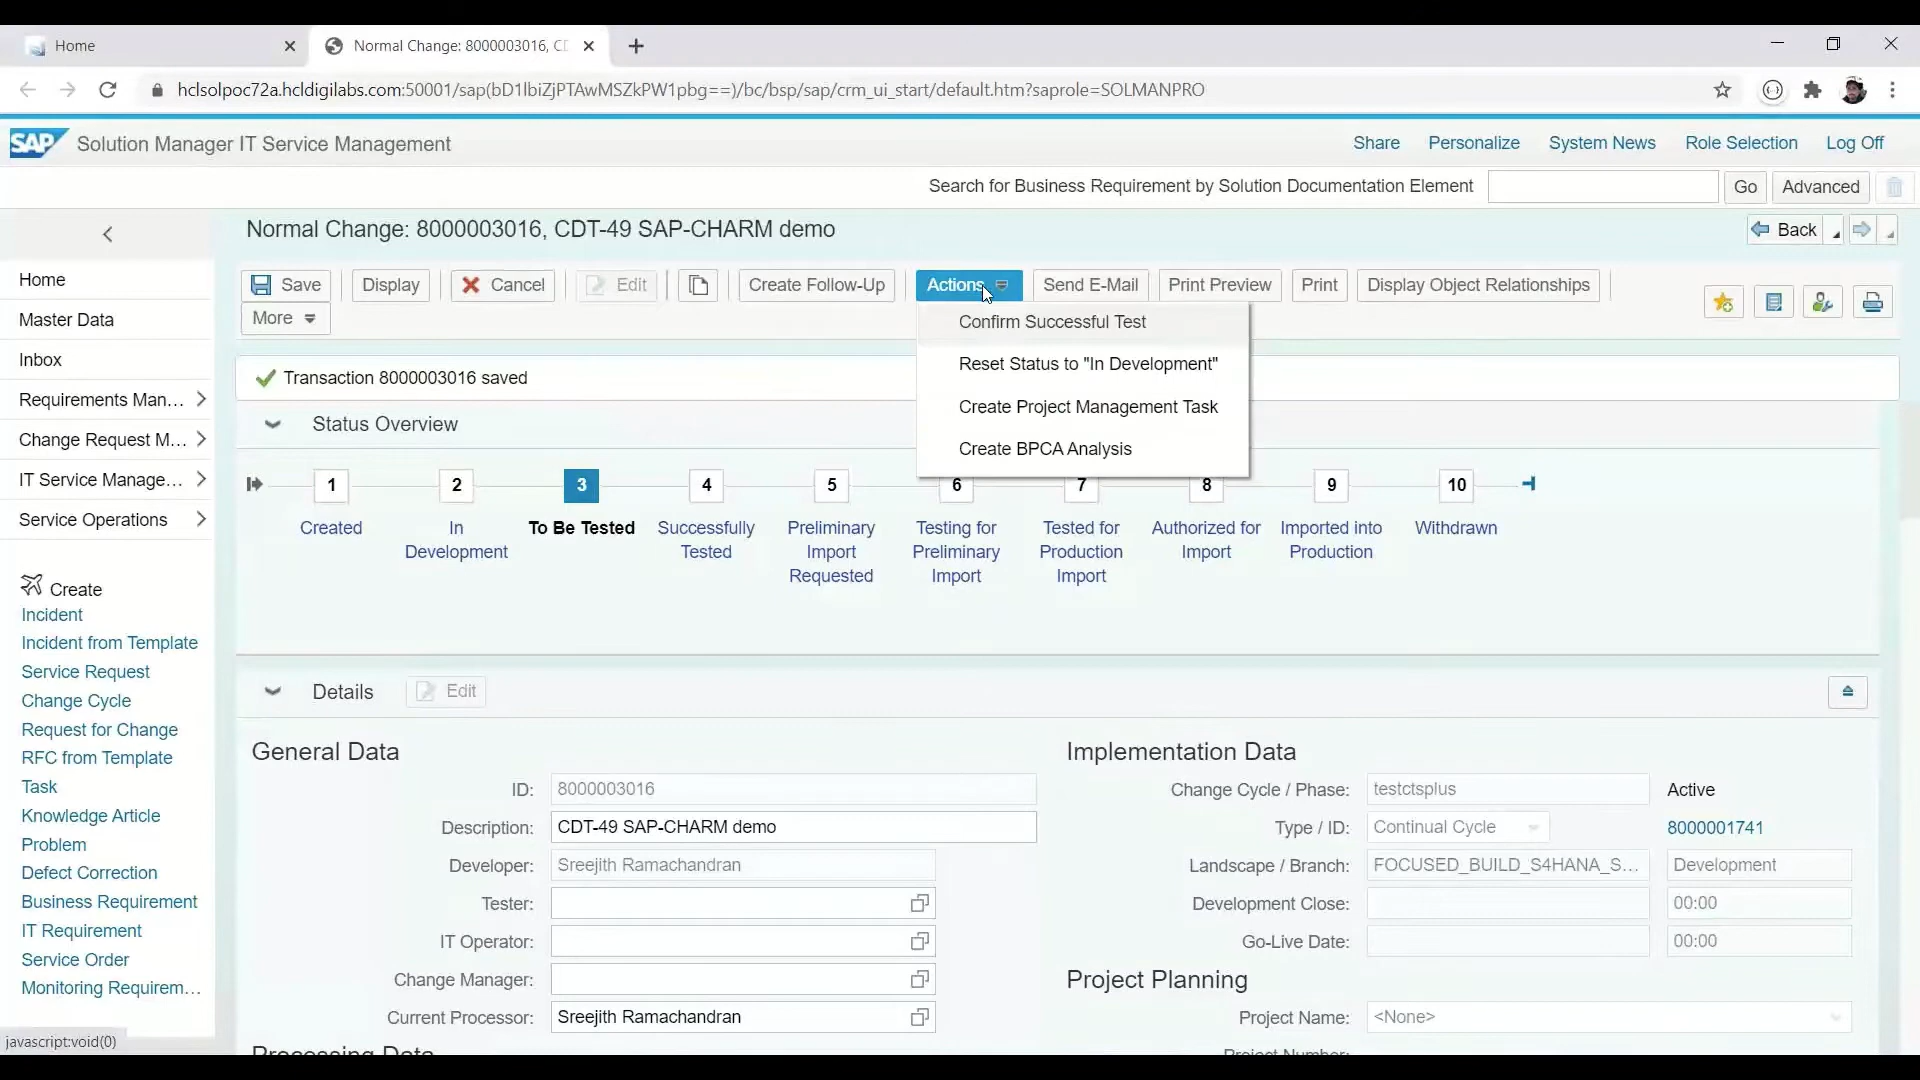 Home
Normal Change: 8000003016, CD
hclsolpoc72a.hcldigilabs.com:50001/sap(bD1lbiZjPTAwMSZkPW1pbg==)/bc/bsp/sap/crm_ui_start/default.htm?saprole=SOLMANPRO
SAP Solution Manager IT Service Management
Share Personalize System News Role Selection Log Off
Search for Business Requirement by Solution Documentation Element Go Advanced
Normal Change: 8000003016, CDT-49 SAP-CHARM demo
Back
Save Display Cancel Edit Create Follow-Up Actions Send E-Mail Print Preview Print Display Object Relationships
More
Confirm Successful Test
Reset Status to "In Development"
Create Project Management Task
Create BPCA Analysis
Home
Master Data
Inbox
Requirements Man...
Change Request M...
IT Service Manage...
Service Operations
Create
Incident
Incident from Template
Service Request
Change Cycle
Request for Change
RFC from Template
Task
Knowledge Article
Problem
Defect Correction
Business Requirement
IT Requirement
Service Order
Monitoring Requirem...
javascript:void(0)
Transaction 8000003016 saved
Status Overview
1 2 3 4 5 6 7 8 9 10
Created
In Development
To Be Tested
Successfully Tested
Preliminary Import Requested
Testing for Preliminary Import
Tested for Production Import
Authorized for Import
Imported into Production
Withdrawn
Details Edit
General Data
ID: 8000003016
Description: CDT-49 SAP-CHARM demo
Developer: Sreejith Ramachandran
Tester:
IT Operator:
Change Manager:
Current Processor: Sreejith Ramachandran
Processing Data
Implementation Data
Change Cycle / Phase: testctsplus Active
Type / ID: Continual Cycle 8000001741
Landscape / Branch: FOCUSED_BUILD_S4HANA_S... Development
Development Close: 00:00
Go-Live Date: 00:00
Project Planning
Project Name: <None>
Project Number: